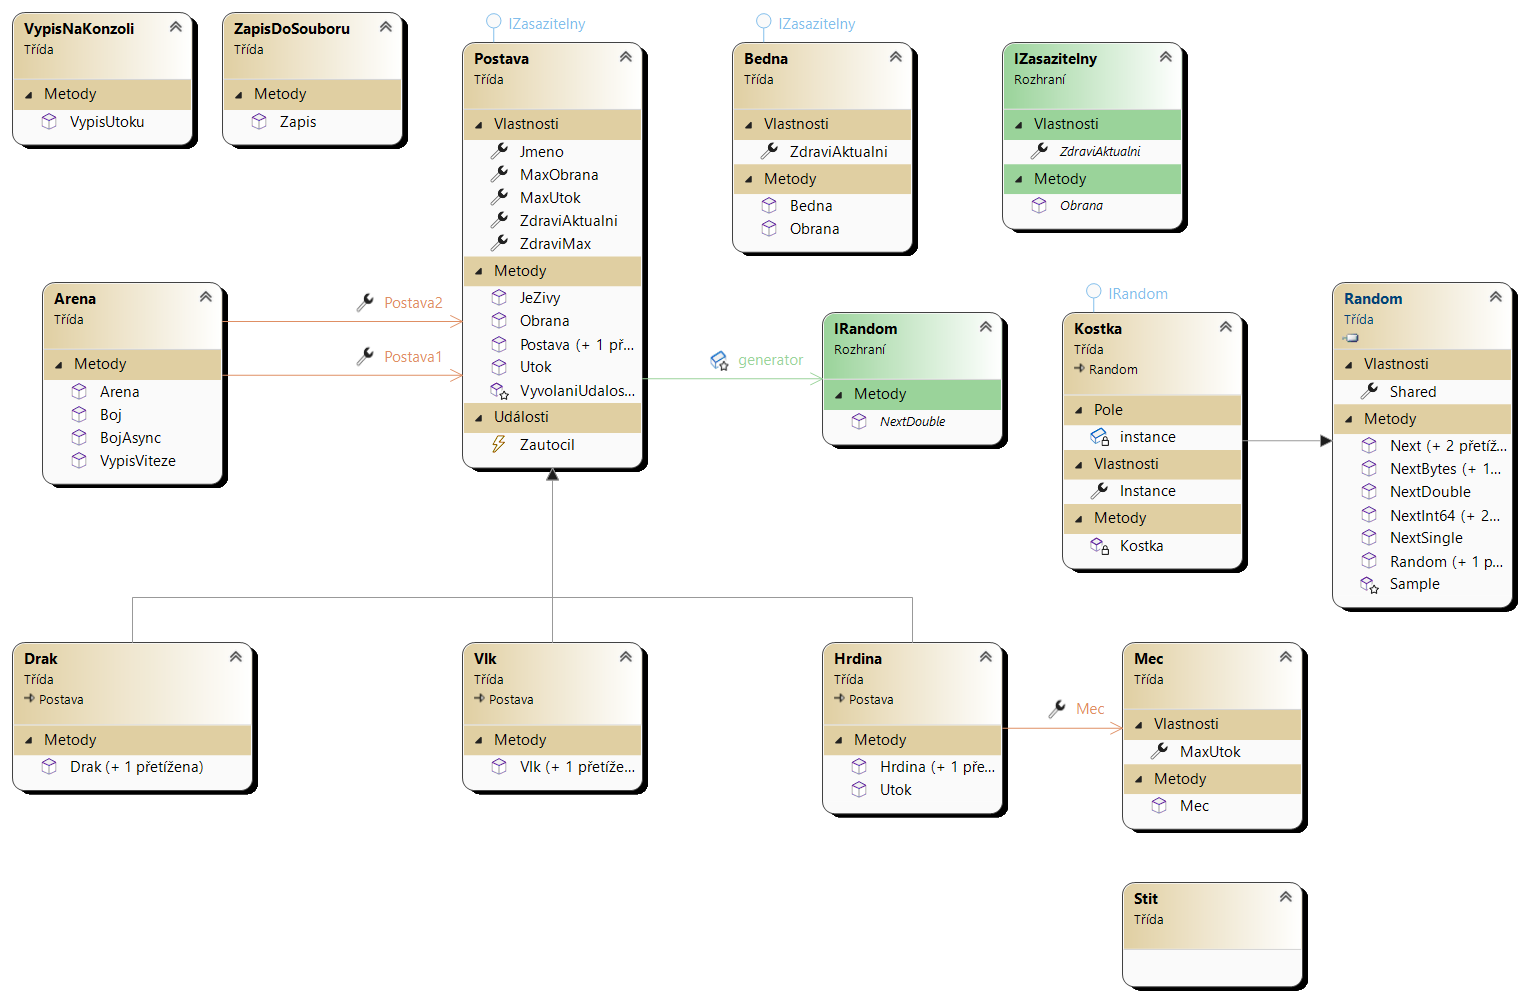 VypisNaKonzoli
Třída
Metody
VypisUtoku
ZapisDoSouboru
Třída
Metody
Zapis
IZasazitelny
Postava
Třída
Vlastnosti
Jmeno
MaxObrana
MaxUtok
ZdraviAktualni
ZdraviMax
Metody
JeZivy
Obrana
Postava (+ 1 př...
Utok
VyvolaniUdalos...
Události
Zautocil
IZasazitelny
Bedna
Třída
Vlastnosti
ZdraviAktualni
Metody
Bedna
Obrana
IZasazitelny
Rozhraní
Vlastnosti
ZdraviAktualni
Metody
Obrana
Arena
Třída
Metody
Arena
Boj
BojAsync
VypisViteze
Postava2
Postava1
generator
IRandom
Rozhraní
Metody
NextDouble
IRandom
Kostka
Třída
Random
Pole
instance
Vlastnosti
Instance
Metody
Kostka
Random
Třída
Vlastnosti
Shared
Metody
Next (+ 2 přetíž...
NextBytes (+ 1...
NextDouble
NextInt64 (+ 2...
NextSingle
Random (+ 1 p...
Sample
Drak
Třída
Postava
Metody
Drak (+ 1 přetížena)
Vlk
Třída
Postava
Metody
Vlk (+ 1 přetíže...
Hrdina
Třída
Postava
Metody
Hrdina (+ 1 pře...
Utok
Mec
Mec
Třída
Vlastnosti
MaxUtok
Metody
Mec
Stit
Třída